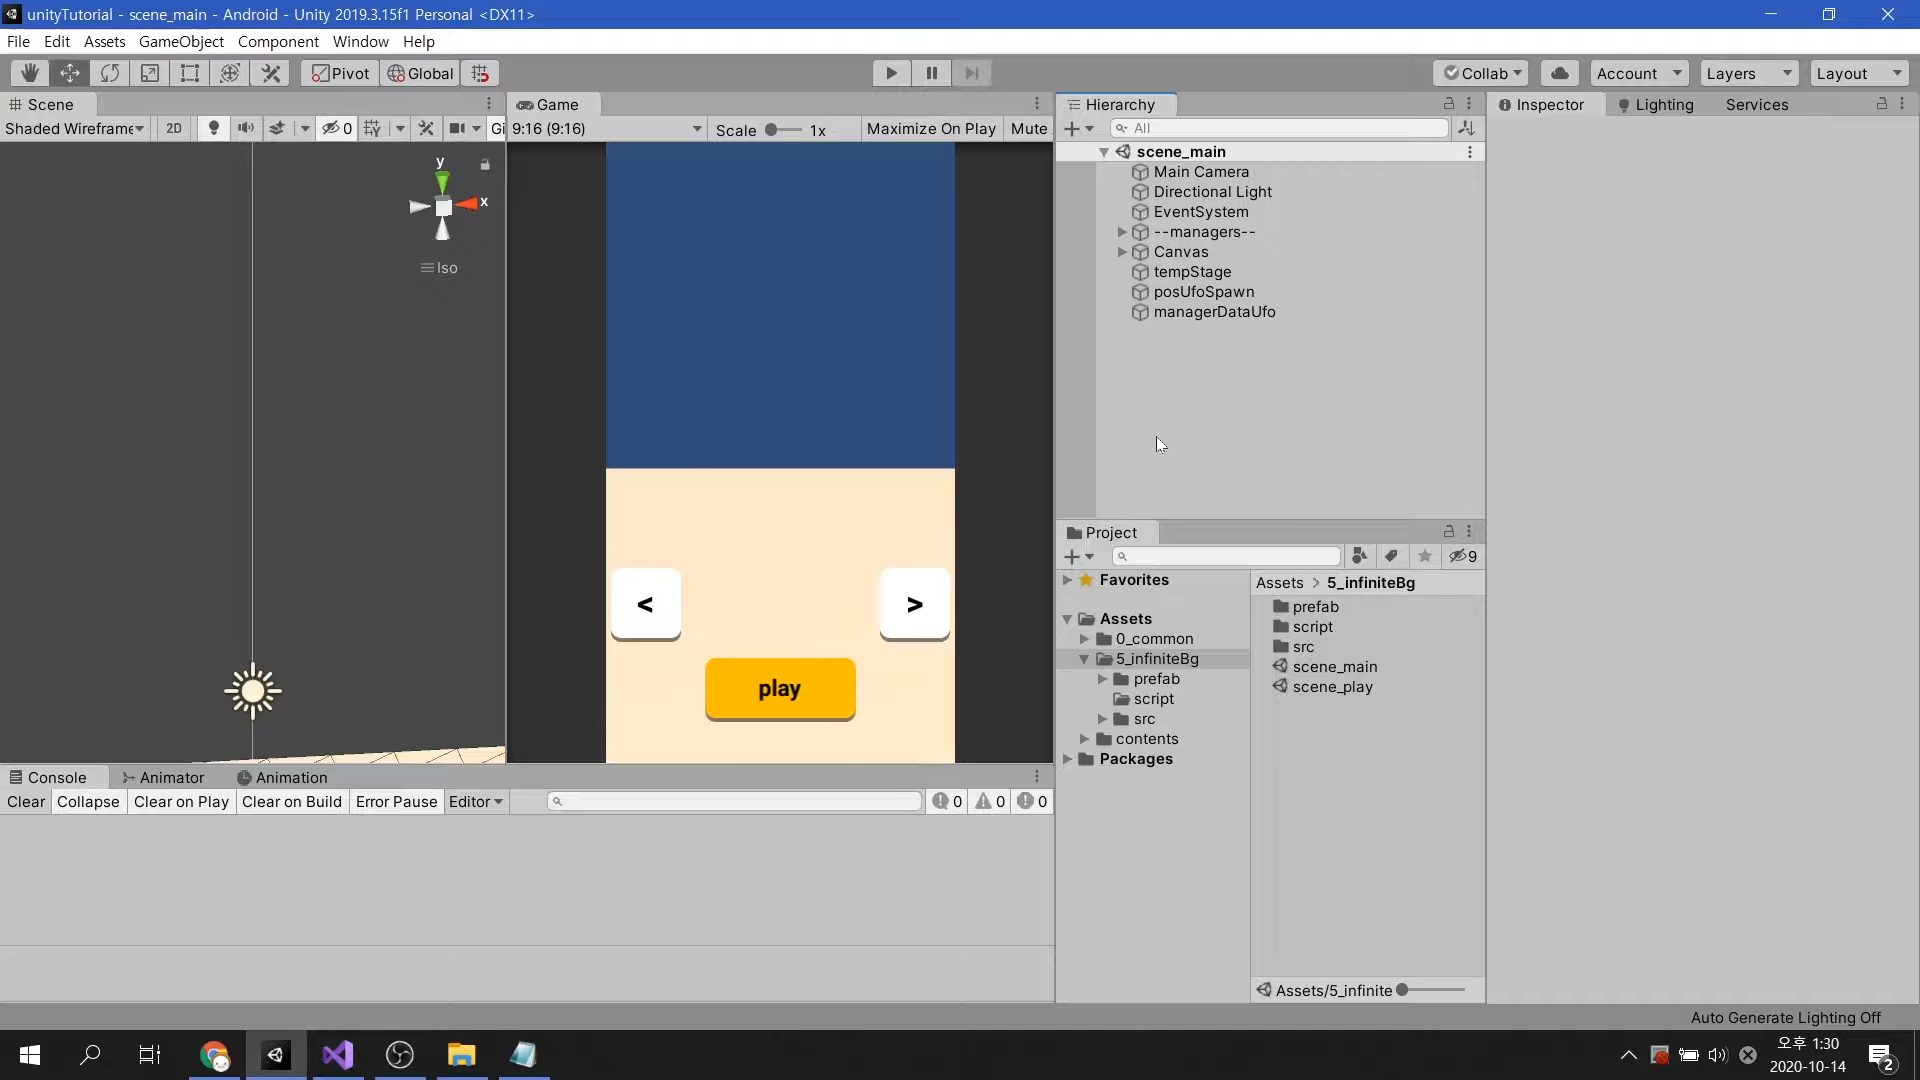 unityTutorial - scene_main - Android - Unity 2019.3.15f1 Personal <DX11>
File Edit Assets GameObject Component Window Help
Pivot Global Collab Account Layers Layout
Scene Game Hierarchy Inspector Lighting Services
Shaded Wireframe 2D 0 Gi 9:16 (9:16) Scale 1x Maximize On Play Mute All
scene_main
Main Camera
Directional Light
EventSystem
--managers--
Canvas
tempStage
posUfoSpawn
managerDataUfo
y
x
Iso
< >
play
Project
9
Favorites
Assets > 5_infiniteBg
Assets
0_common
5_infiniteBg
prefab
script
src
contents
Packages
prefab
script
src
scene_main
scene_play
Assets/5_infinite
Console Animator Animation
Clear Collapse Clear on Play Clear on Build Error Pause Editor 0 0 0
Auto Generate Lighting Off
오후 1:30
2020-10-14
2